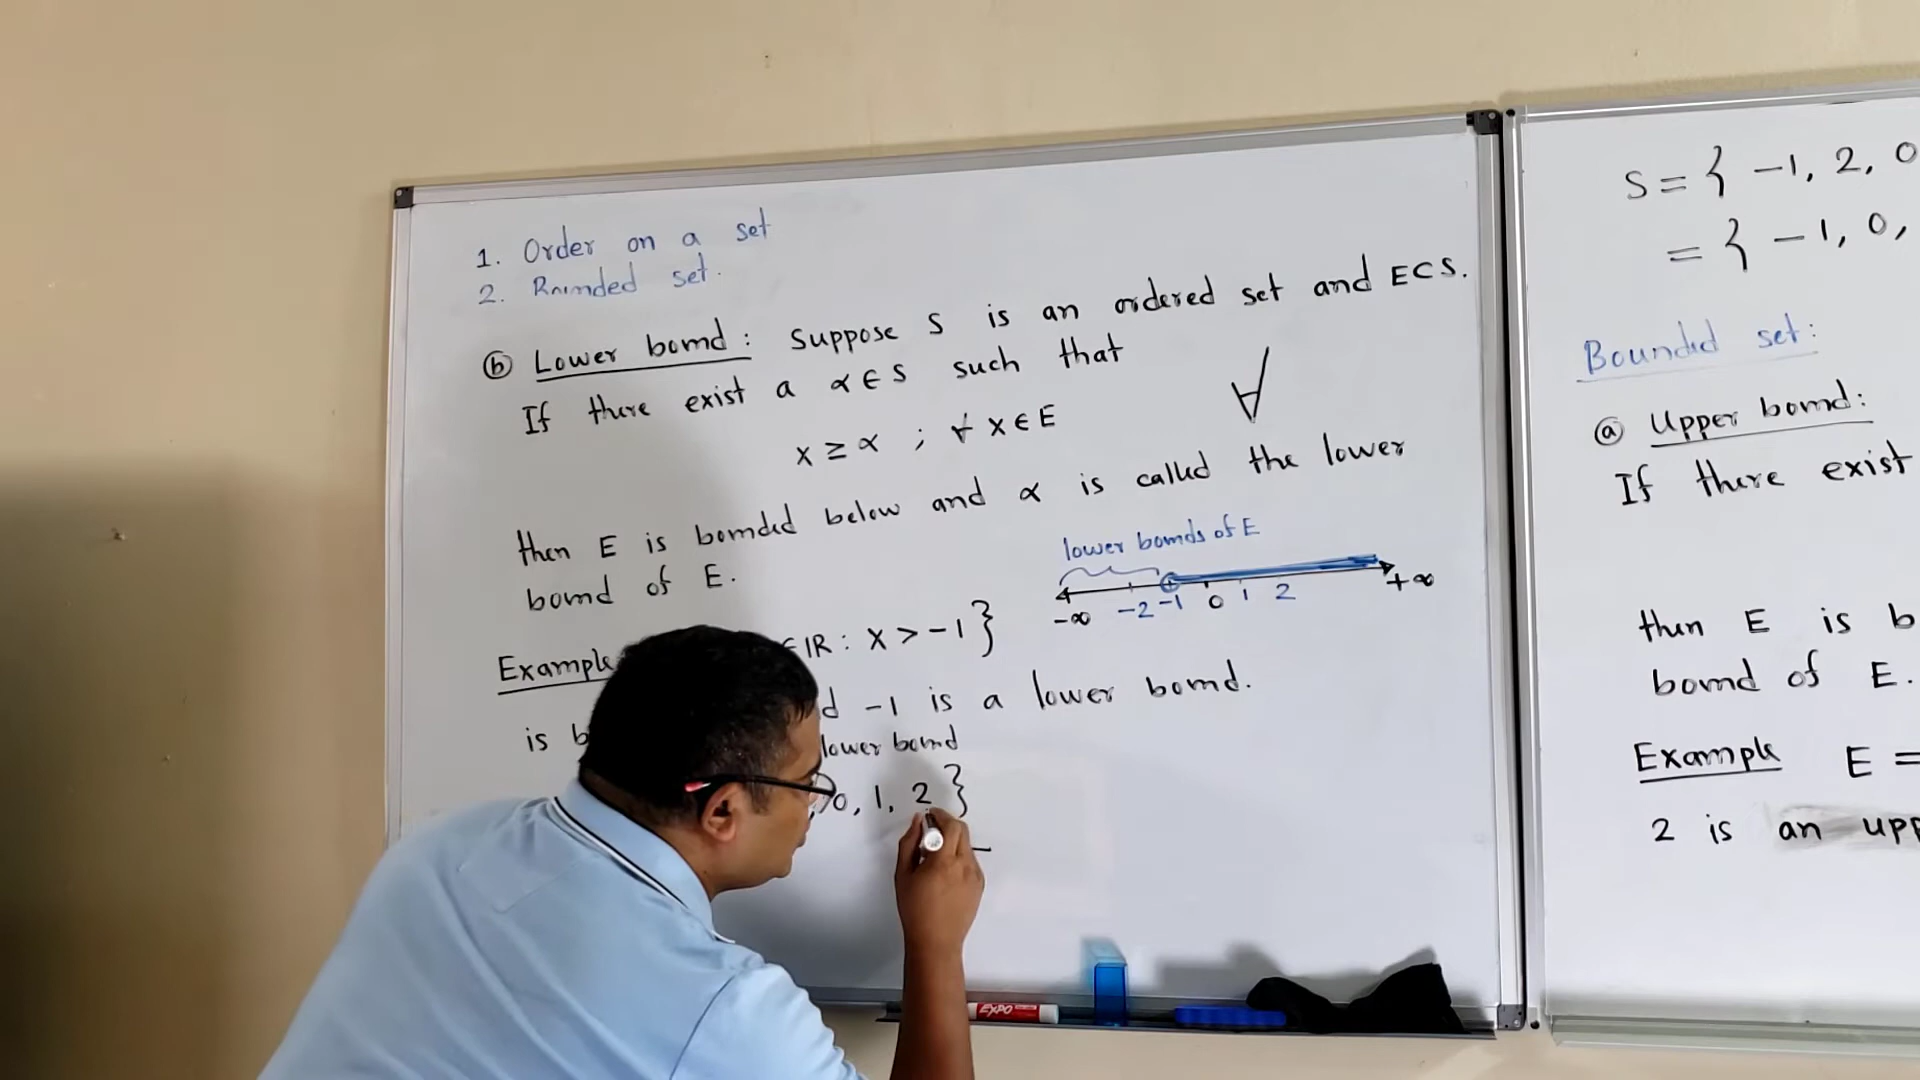 1. Order on a set
2. Bounded set.
ⓑ Lower bound : Suppose S is an ordered set and E⊂S.
If there exist a α∈S such that
x ≥ α ; ∀ x∈E
∀
then E is bounded below and α is called the lower
bound of E.
lower bounds of E
-∞ -2 -1 0 1 2 +∞
Example ∈ℝ : x > -1 }
is b d -1 is a lower bound.
lower bound
, 0, 1, 2 }
EXPO
S = { -1, 2, 0
= { -1, 0,
Bounded set:
ⓐ Upper bound:
If there exist
then E is b
bound of E.
Example E =
2 is an upp